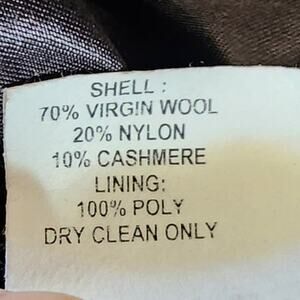 SHELL :
70% VIRGIN WOOL
20% NYLON
10% CASHMERE
LINING:
100% POLY
DRY CLEAN ONLY